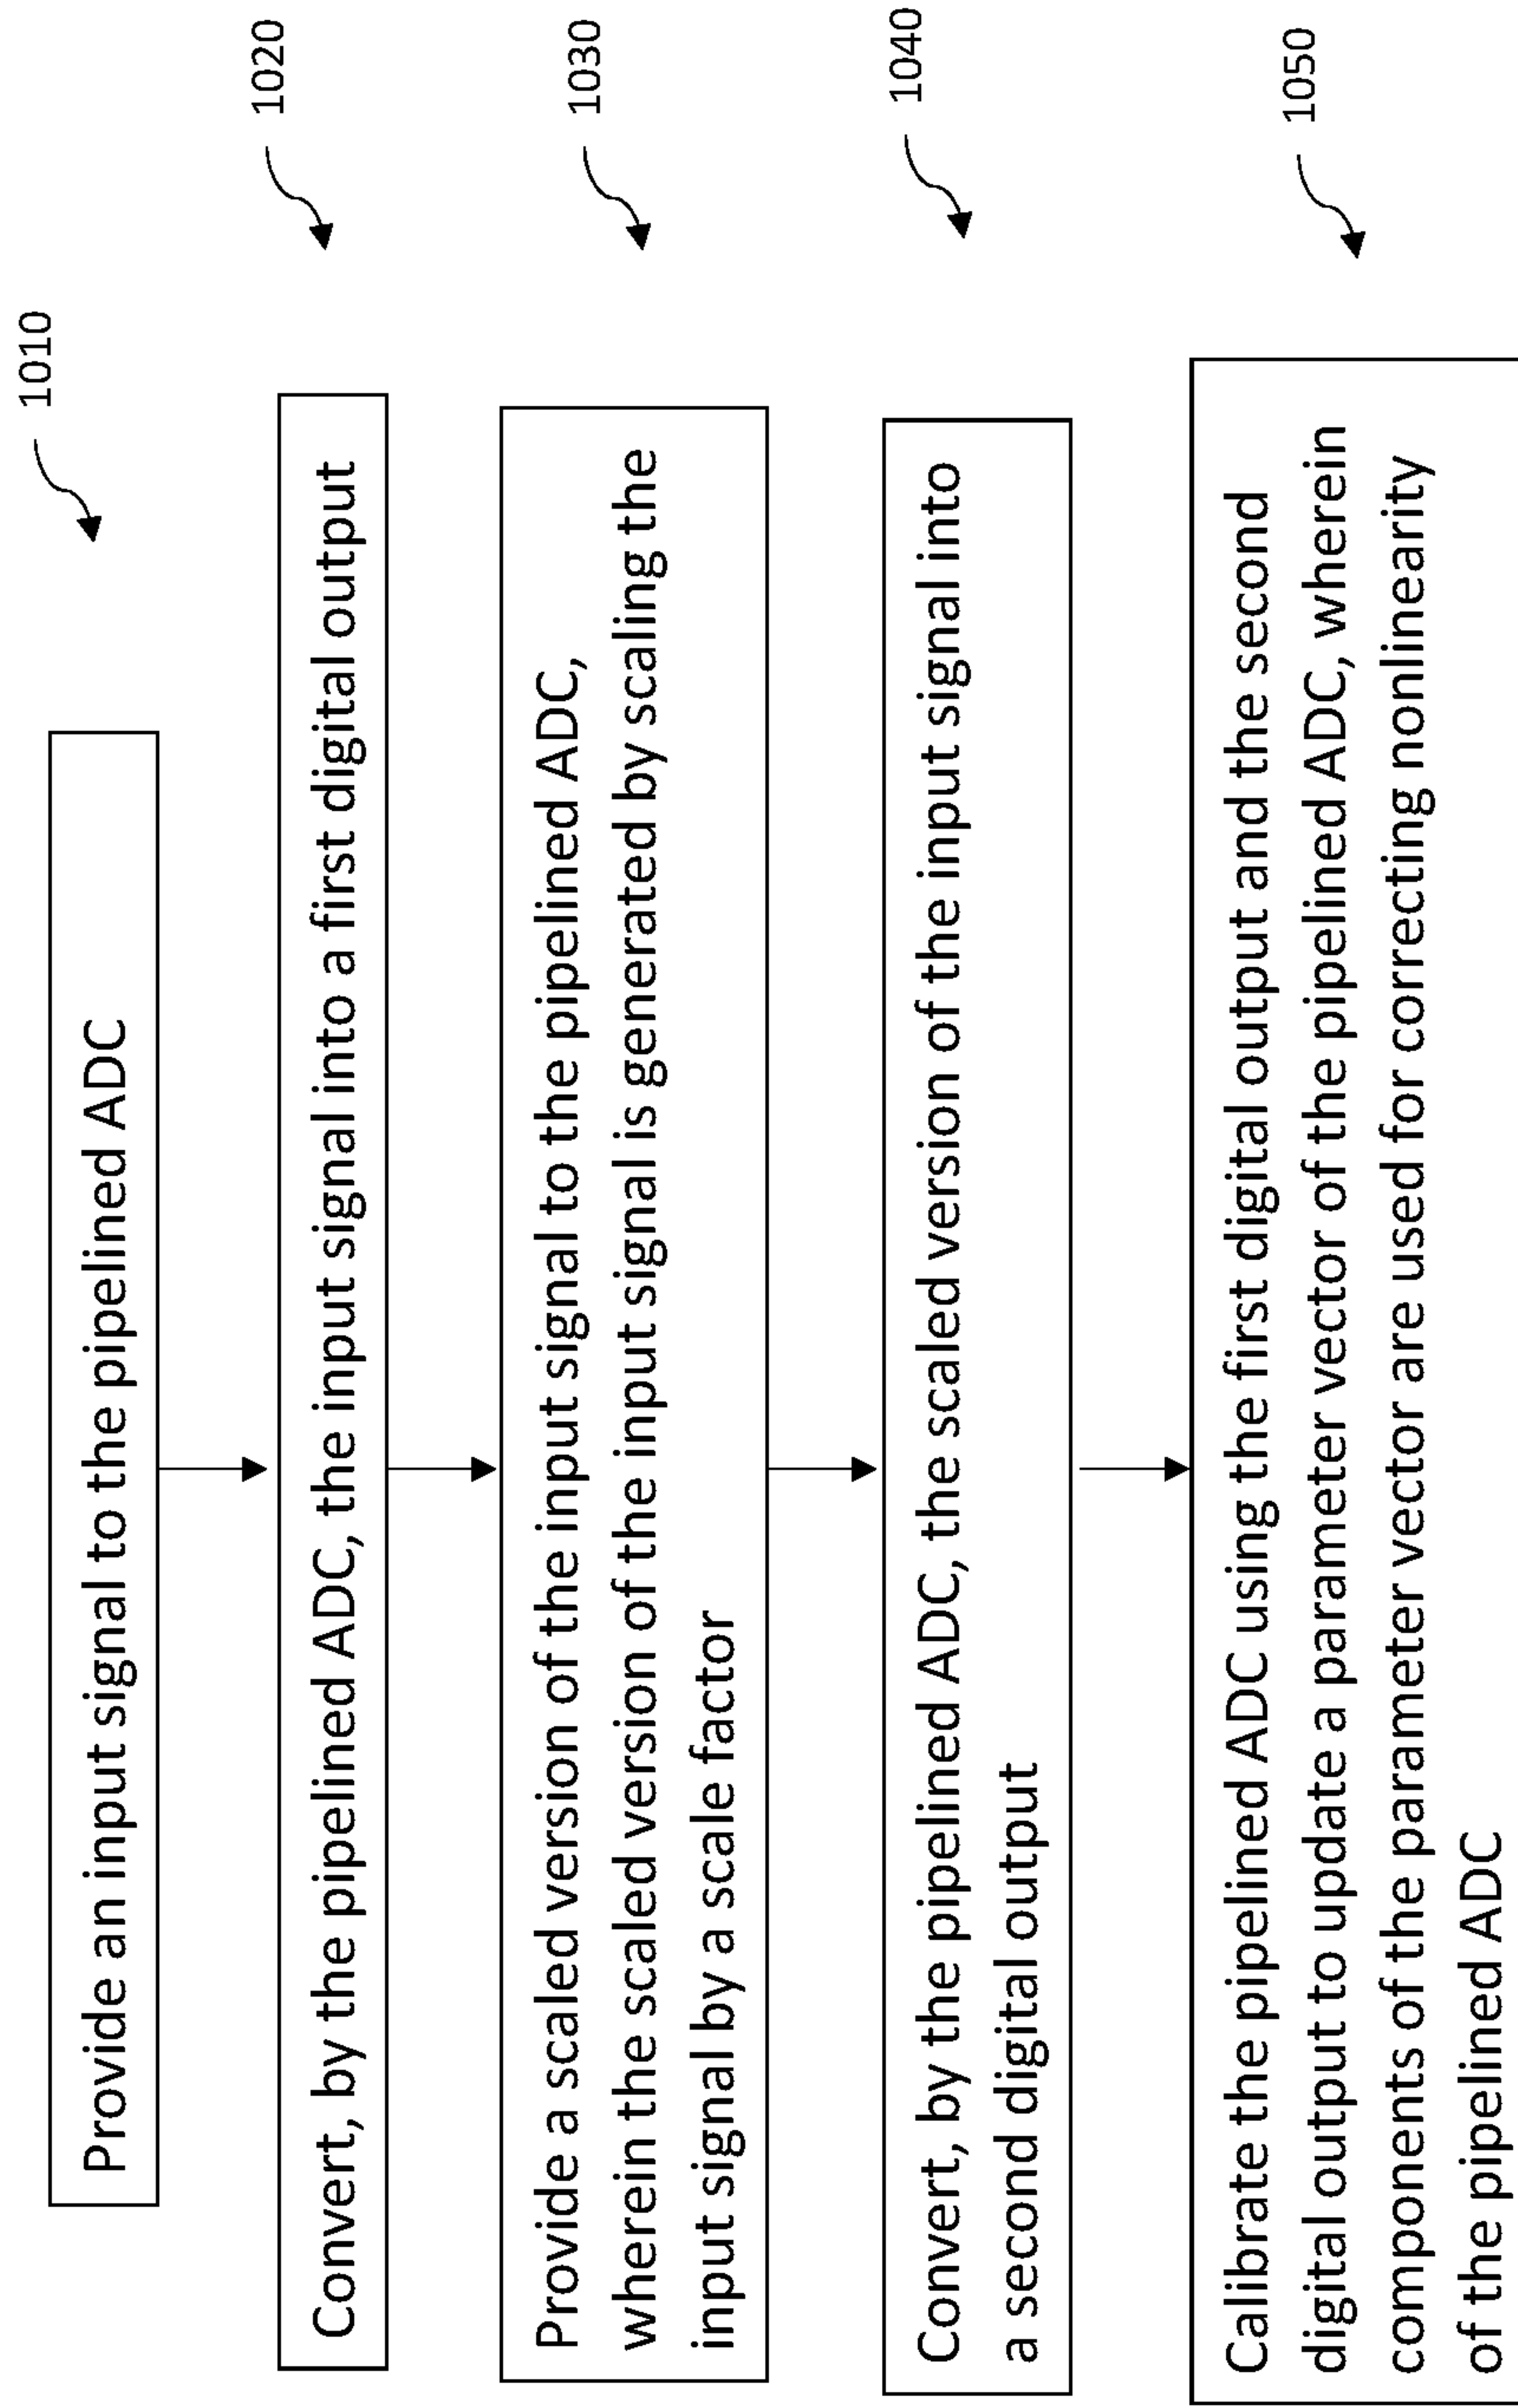 1010
Provide an input signal to the pipelined ADC
1020
Convert, by the pipelined ADC, the input signal into a first digital output
1030
Provide a scaled version of the input signal to the pipelined ADC,
wherein the scaled version of the input signal is generated by scaling the
input signal by a scale factor
1040
Convert, by the pipelined ADC, the scaled version of the input signal into
a second digital output
1050
Calibrate the pipelined ADC using the first digital output and the second
digital output to update a parameter vector of the pipelined ADC, wherein
components of the parameter vector are used for correcting nonlinearity
of the pipelined ADC